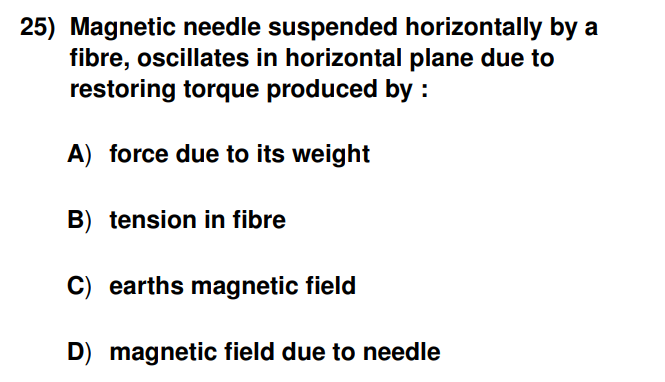 25) Magnetic needle suspended horizontally by a
fibre, oscillates in horizontal plane due to
restoring torque produced by :
A) force due to its weight
B) tension in fibre
C) earths magnetic field
D) magnetic field due to needle